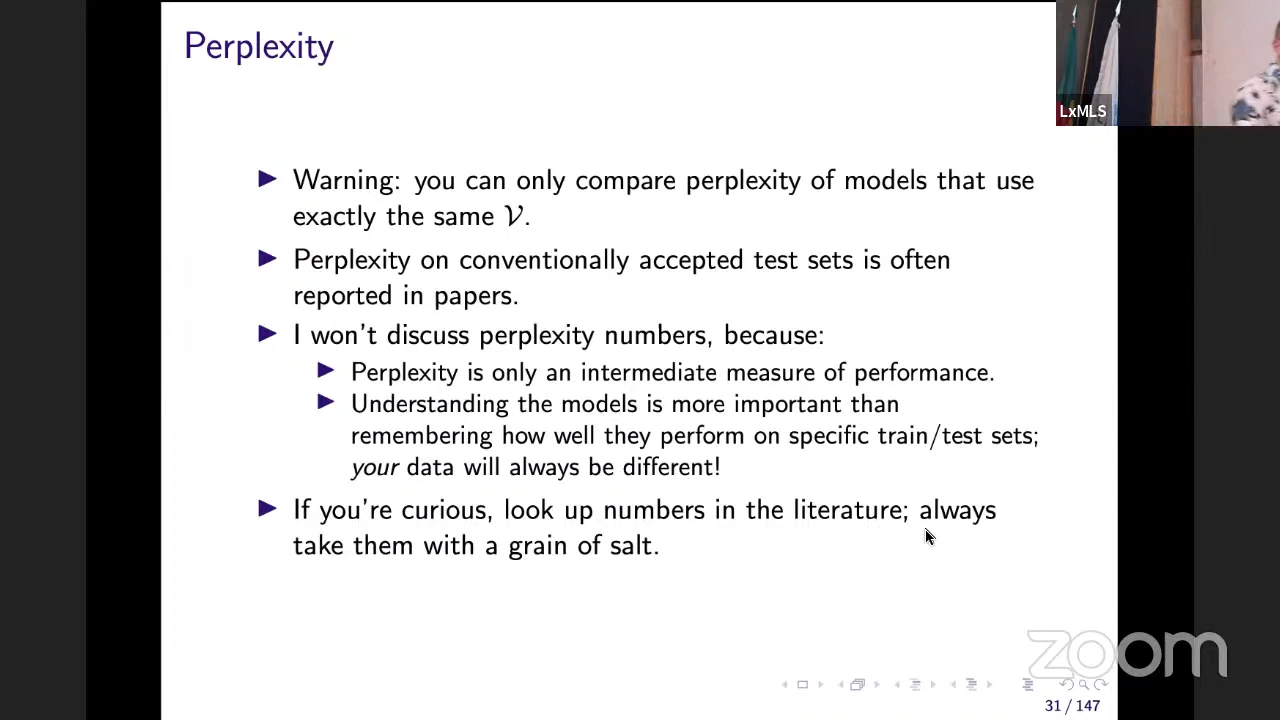 Perplexity
LxMLS
▶ Warning: you can only compare perplexity of models that use
exactly the same 𝒱.
▶ Perplexity on conventionally accepted test sets is often
reported in papers.
▶ I won't discuss perplexity numbers, because:
▶ Perplexity is only an intermediate measure of performance.
▶ Understanding the models is more important than
remembering how well they perform on specific train/test sets;
your data will always be different!
▶ If you're curious, look up numbers in the literature; always
take them with a grain of salt.
zoom
31 / 147